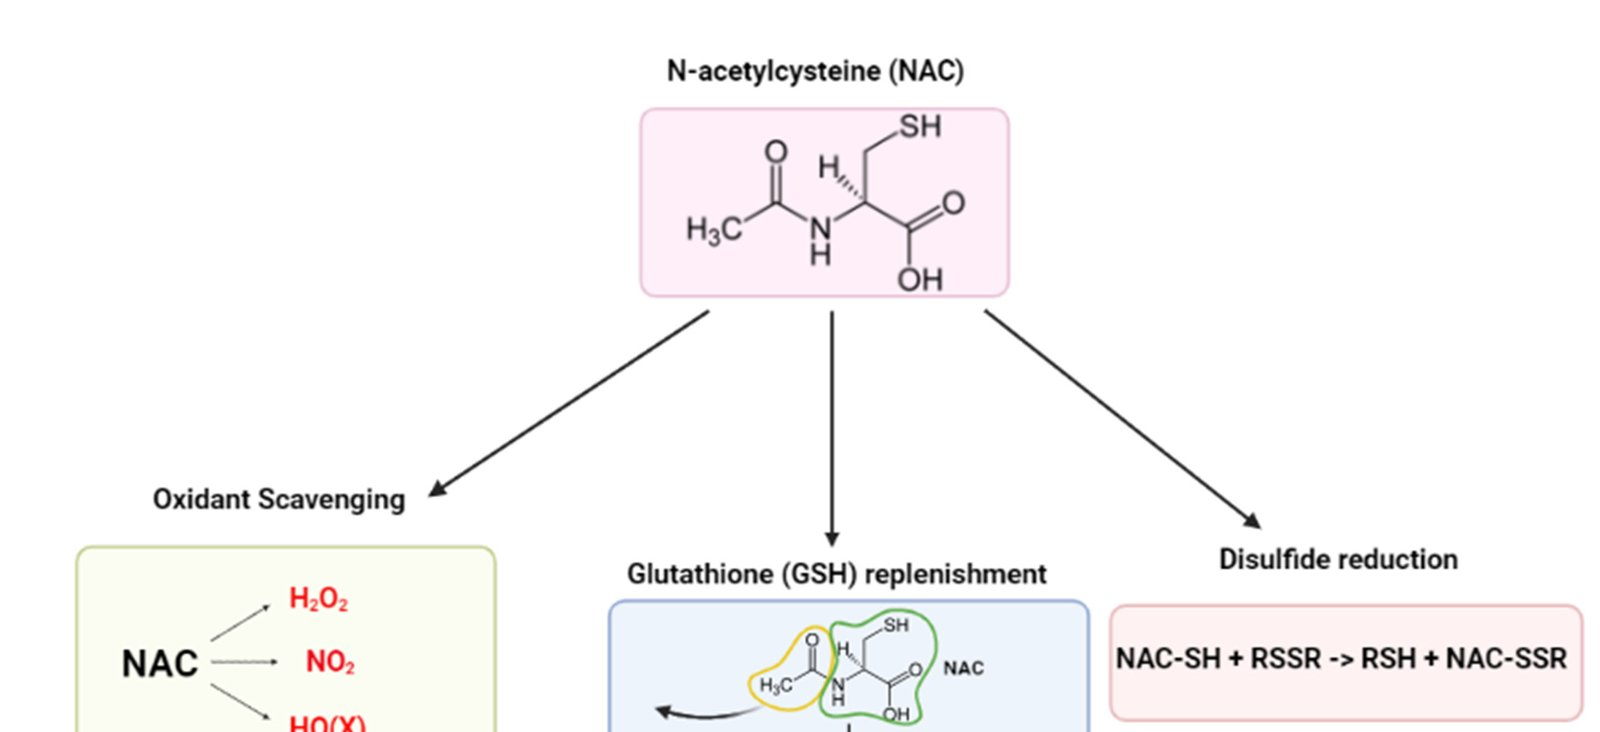 N-acetylcysteine (NAC)
SH
O
H
H₃C
N
H
O
OH
Oxidant Scavenging
Glutathione (GSH) replenishment
Disulfide reduction
NAC
H₂O₂
NO₂
HO(X)
SH
O
H
H₃C
N
H
O
OH
NAC
NAC-SH + RSSR -> RSH + NAC-SSR